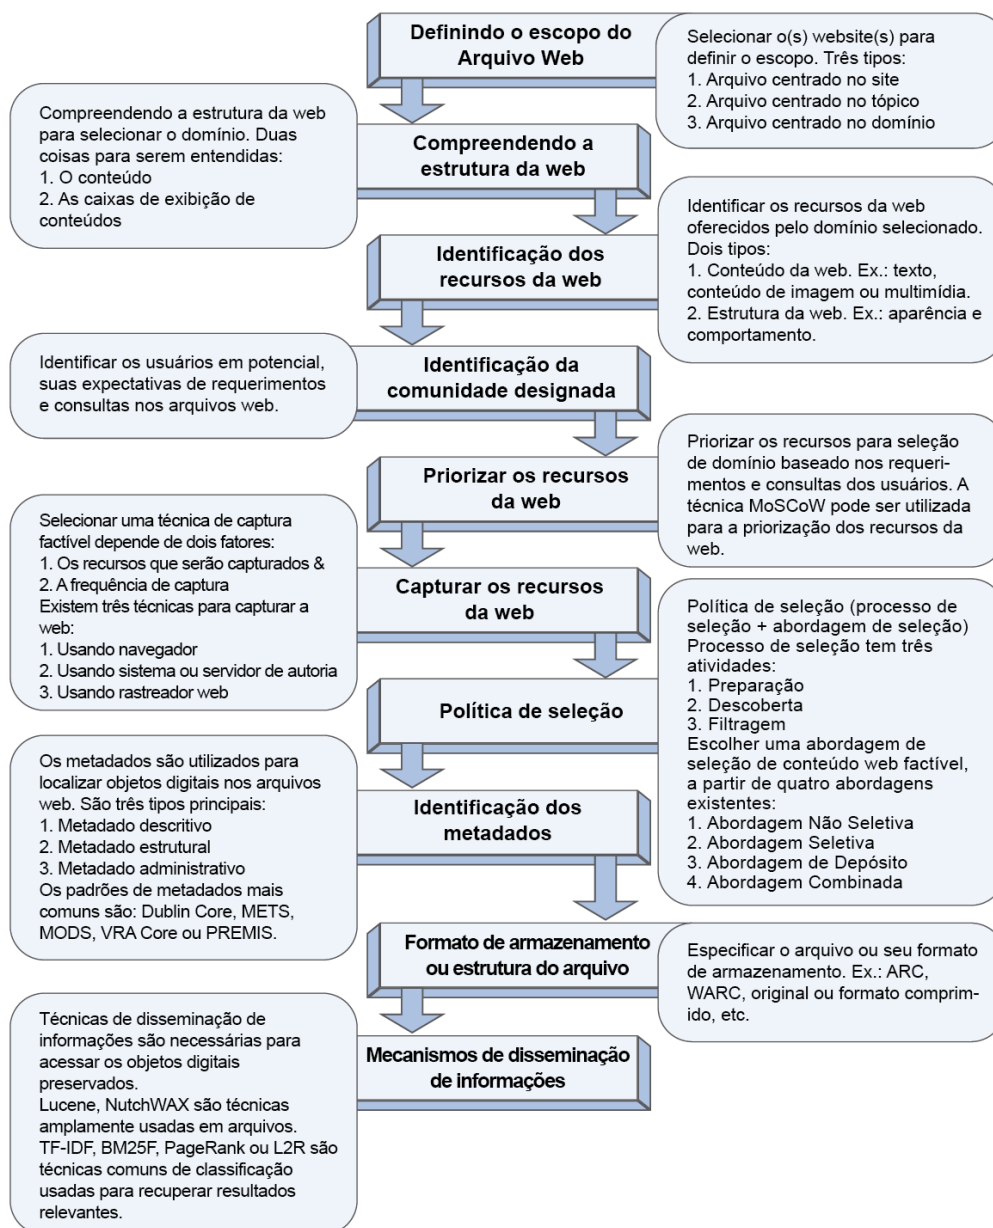 Definindo o escopo do
Arquivo Web
Selecionar o(s) website(s) para
definir o escopo. Três tipos:
1. Arquivo centrado no site
2. Arquivo centrado no tópico
3. Arquivo centrado no domínio
Compreendendo a estrutura da web
para selecionar o domínio. Duas
coisas para serem entendidas:
1. O conteúdo
2. As caixas de exibição de
conteúdos
Compreendendo a
estrutura da web
Identificação dos
recursos da web
Identificar os recursos da web
oferecidos pelo domínio selecionado.
Dois tipos:
1. Conteúdo da web. Ex.: texto,
conteúdo de imagem ou multimídia.
2. Estrutura da web. Ex.: aparência e
comportamento.
Identificar os usuários em potencial,
suas expectativas de requerimentos
e consultas nos arquivos web.
Identificação da
comunidade designada
Priorizar os recursos
da web
Priorizar os recursos para seleção
de domínio baseado nos requeri-
mentos e consultas dos usuários. A
técnica MoSCoW pode ser utilizada
para a priorização dos recursos da
web.
Selecionar uma técnica de captura
factível depende de dois fatores:
1. Os recursos que serão capturados &
2. A frequência de captura
Existem três técnicas para capturar a
web:
1. Usando navegador
2. Usando sistema ou servidor de autoria
3. Usando rastreador web
Capturar os recursos
da web
Política de seleção
Política de seleção (processo de
seleção + abordagem de seleção)
Processo de seleção tem três
atividades:
1. Preparação
2. Descoberta
3. Filtragem
Escolher uma abordagem de
seleção de conteúdo web factível,
a partir de quatro abordagens
existentes:
1. Abordagem Não Seletiva
2. Abordagem Seletiva
3. Abordagem de Depósito
4. Abordagem Combinada
Os metadados são utilizados para
localizar objetos digitais nos arquivos
web. São três tipos principais:
1. Metadado descritivo
2. Metadado estrutural
3. Metadado administrativo
Os padrões de metadados mais
comuns são: Dublin Core, METS,
MODS, VRA Core ou PREMIS.
Identificação dos
metadados
Formato de armazenamento
ou estrutura do arquivo
Especificar o arquivo ou seu formato
de armazenamento. Ex.: ARC,
WARC, original ou formato comprim-
ido, etc.
Técnicas de disseminação de
informações são necessárias para
acessar os objetos digitais
preservados.
Lucene, NutchWAX são técnicas
amplamente usadas em arquivos.
TF-IDF, BM25F, PageRank ou L2R são
técnicas comuns de classificação
usadas para recuperar resultados
relevantes.
Mecanismos de disseminação
de informações